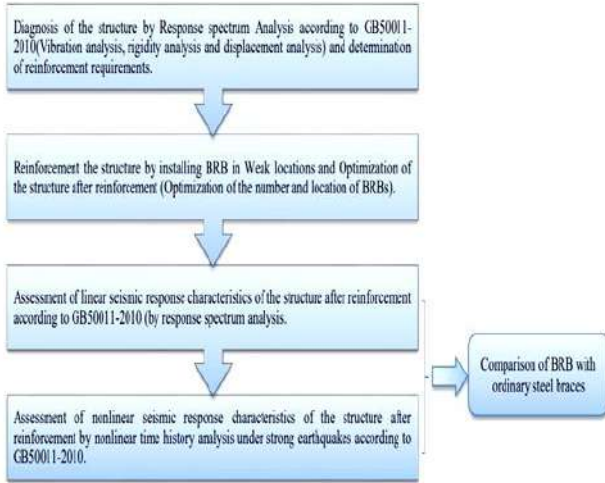 Diagnosis of the structure by Response spectrum Analysis according to GB50011-
2010(Vibration analysis, rigidity analysis and displacement analysis) and determination
of reinforcement requirements.
Reinforcement the structure by installing BRB in Weak locations and Optimization of
the structure after reinforcement (Optimization of the number and location of BRBs).
Assessment of linear seismic response characteristics of the structure after reinforcement
according to GB50011-2010 (by response spectrum analysis.
Comparison of BRB with
ordinary steel braces
Assessment of nonlinear seismic response characteristics of the structure after
reinforcement by nonlinear time history analysis under strong earthquakes according to
GB50011-2010.